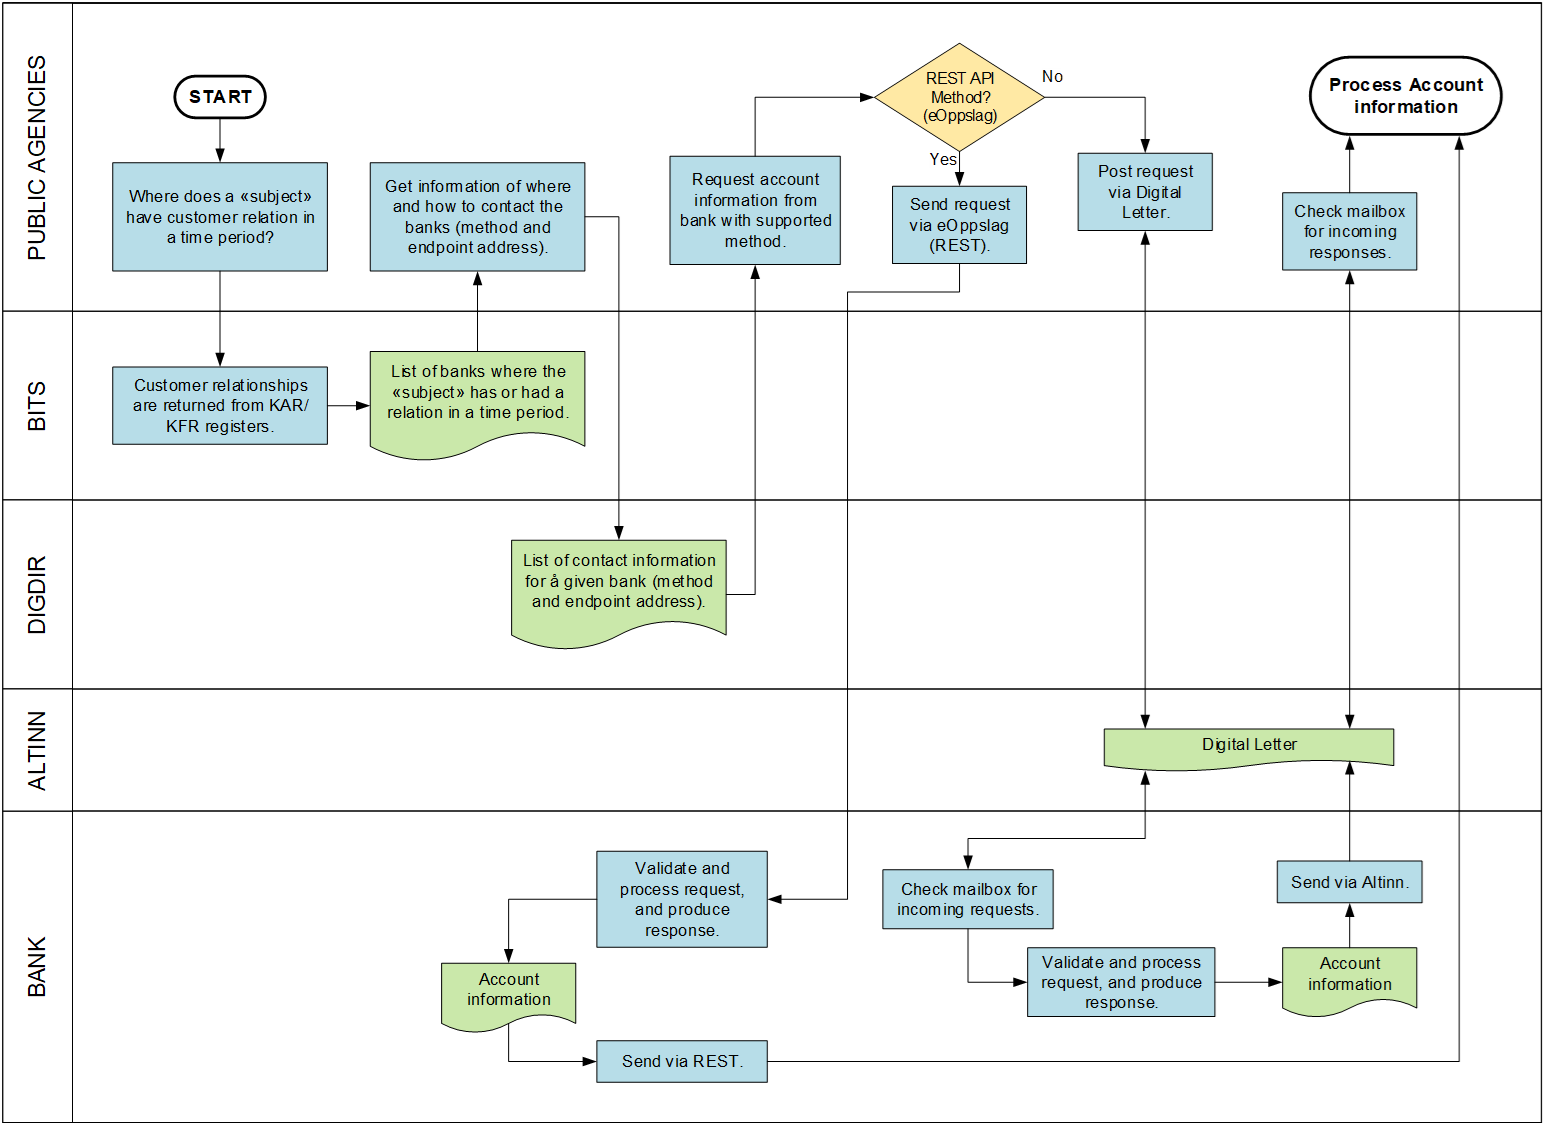 PUBLIC AGENCIES
START
Where does a «subject»
have customer relation in
a time period?
Get information of where
and how to contact the
banks (method and
endpoint address).
Request account
information from
bank with supported
method.
REST API
Method?
(eOppslag)
No
Yes
Send request
via eOppslag
(REST).
Post request
via Digital
Letter.
Process Account
information
Check mailbox
for incoming
responses.
BITS
Customer relationships
are returned from KAR/
KFR registers.
List of banks where the
«subject» has or had a
relation in a time period.
DIGDIR
List of contact information
for å given bank (method
and endpoint address).
ALTINN
Digital Letter
BANK
Validate and
process request,
and produce
response.
Account
information
Send via REST.
Check mailbox for
incoming requests.
Validate and process
request, and produce
response.
Account
information
Send via Altinn.